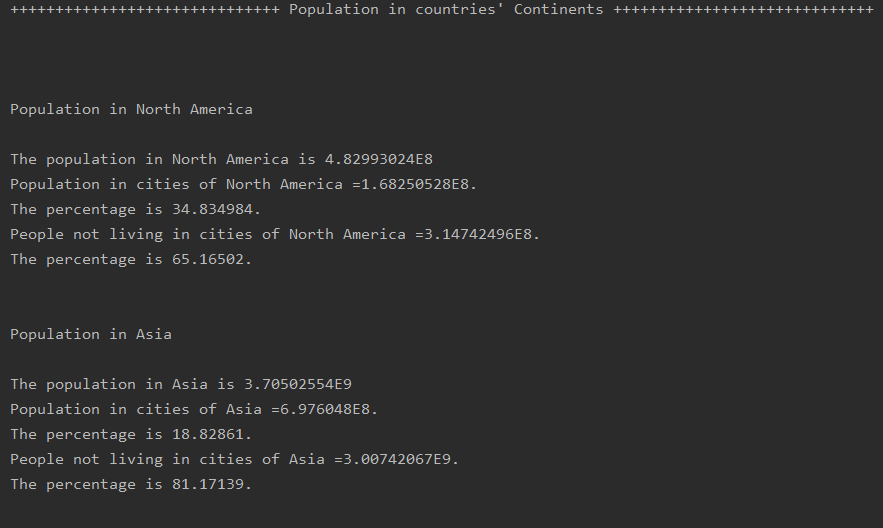 ++++++++++++++++++++++++++++++ Population in countries' Continents +++++++++++++++++++++++++++++
Population in North America
The population in North America is 4.82993024E8
Population in cities of North America =1.68250528E8.
The percentage is 34.834984.
People not living in cities of North America =3.14742496E8.
The percentage is 65.16502.
Population in Asia
The population in Asia is 3.70502554E9
Population in cities of Asia =6.976048E8.
The percentage is 18.82861.
People not living in cities of Asia =3.00742067E9.
The percentage is 81.17139.